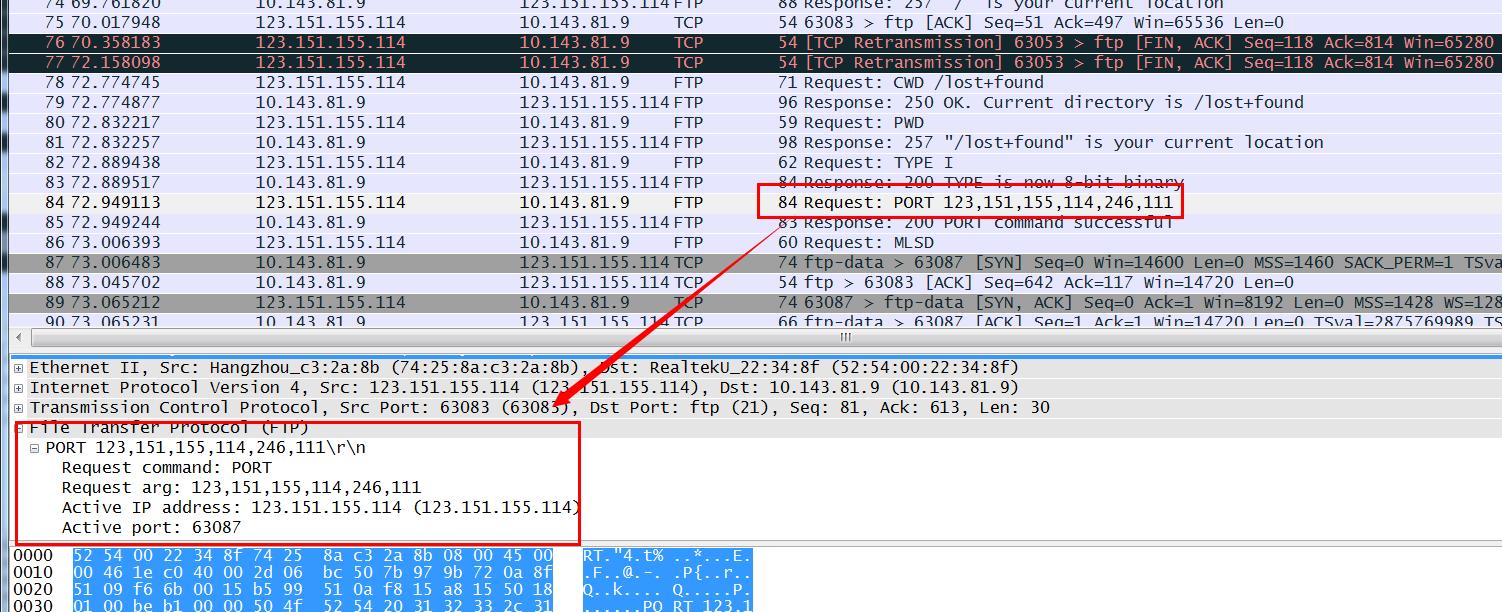 74 69.761820 10.143.81.9 123.151.155.114 FTP 88 Response: 257 "/" is your current location
75 70.017948 123.151.155.114 10.143.81.9 TCP 54 63083 > ftp [ACK] Seq=51 Ack=497 Win=65536 Len=0
76 70.358183 123.151.155.114 10.143.81.9 TCP 54 [TCP Retransmission] 63053 > ftp [FIN, ACK] Seq=118 Ack=814 Win=65280
77 72.158098 123.151.155.114 10.143.81.9 TCP 54 [TCP Retransmission] 63053 > ftp [FIN, ACK] Seq=118 Ack=814 Win=65280
78 72.774745 123.151.155.114 10.143.81.9 FTP 71 Request: CWD /lost+found
79 72.774877 10.143.81.9 123.151.155.114 FTP 96 Response: 250 OK. Current directory is /lost+found
80 72.832217 123.151.155.114 10.143.81.9 FTP 59 Request: PWD
81 72.832257 10.143.81.9 123.151.155.114 FTP 98 Response: 257 "/lost+found" is your current location
82 72.889438 123.151.155.114 10.143.81.9 FTP 62 Request: TYPE I
83 72.889517 10.143.81.9 123.151.155.114 FTP 84 Response: 200 TYPE is now 8-bit binary
84 72.949113 123.151.155.114 10.143.81.9 FTP 84 Request: PORT 123,151,155,114,246,111
85 72.949244 10.143.81.9 123.151.155.114 FTP 83 Response: 200 PORT command successful
86 73.006393 123.151.155.114 10.143.81.9 FTP 60 Request: MLSD
87 73.006483 10.143.81.9 123.151.155.114 TCP 74 ftp-data > 63087 [SYN] Seq=0 Win=14600 Len=0 MSS=1460 SACK_PERM=1 TSva
88 73.045702 10.143.81.9 123.151.155.114 TCP 54 ftp > 63083 [ACK] Seq=642 Ack=117 Win=14720 Len=0
89 73.065212 123.151.155.114 10.143.81.9 TCP 74 63087 > ftp-data [SYN, ACK] Seq=0 Ack=1 Win=8192 Len=0 MSS=1428 WS=128
90 73.065231 10.143.81.9 123.151.155.114 TCP 66 ftp-data > 63087 [ACK] Seq=1 Ack=1 Win=14720 Len=0 TSval=2875769989 TS
Ethernet II, Src: Hangzhou_c3:2a:8b (74:25:8a:c3:2a:8b), Dst: RealtekU_22:34:8f (52:54:00:22:34:8f)
Internet Protocol Version 4, Src: 123.151.155.114 (123.151.155.114), Dst: 10.143.81.9 (10.143.81.9)
Transmission Control Protocol, Src Port: 63083 (63083), Dst Port: ftp (21), Seq: 81, Ack: 613, Len: 30
File Transfer Protocol (FTP)
PORT 123,151,155,114,246,111\r\n
Request command: PORT
Request arg: 123,151,155,114,246,111
Active IP address: 123.151.155.114 (123.151.155.114)
Active port: 63087
0000 52 54 00 22 34 8f 74 25 8a c3 2a 8b 08 00 45 00 RT."4.t% ..*...E.
0010 00 46 1e c0 40 00 2d 06 bc 50 7b 97 9b 72 0a 8f .F..@.-. .P{..r..
0020 51 09 f6 6b 00 15 b5 99 51 0a f8 15 a8 15 50 18 Q..k.... Q.....P.
0030 01 00 be b1 00 00 50 4f 52 54 20 31 32 33 2c 31 ......PO RT 123,1